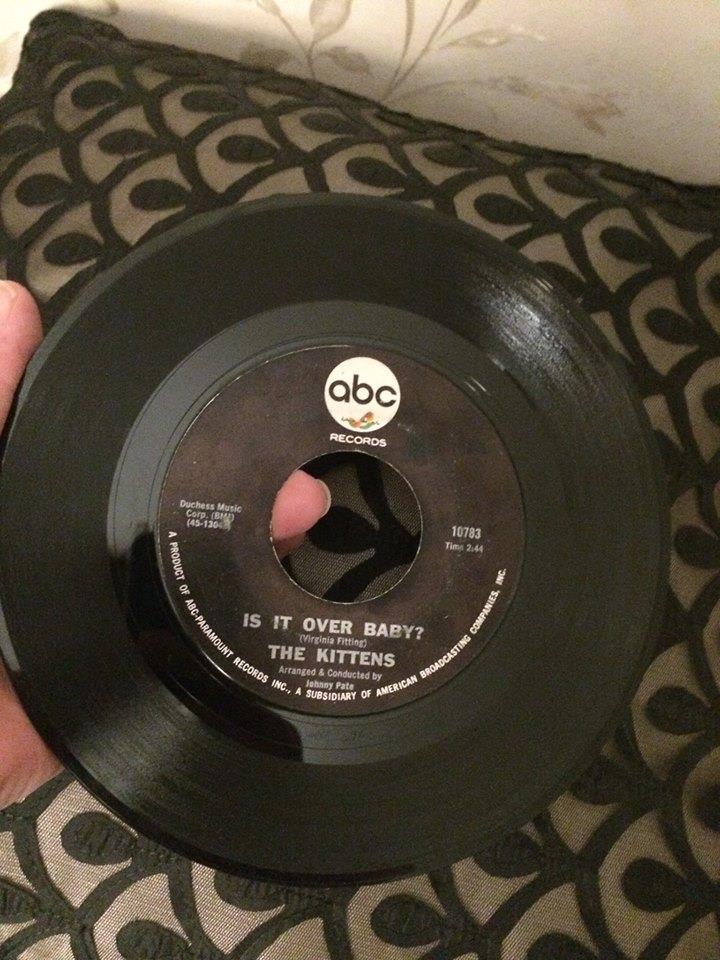 abc
RECORDS
Duchess Music
Corp. (BMI)
10783
Time 2:44
IS IT OVER BABY?
(Virginia Fitting)
THE KITTENS
Arranged & Conducted by
Johnny Pate
A PRODUCT OF ABC-PARAMOUNT RECORDS INC., A SUBSIDIARY OF AMERICAN BROADCASTING COMPANIES, INC.